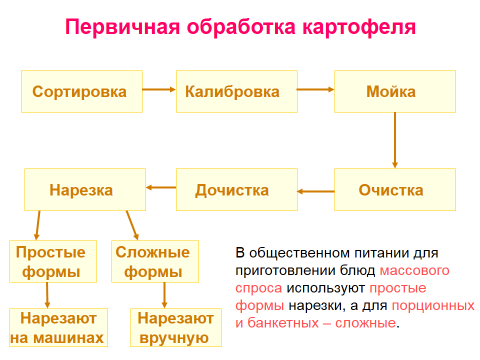 Первичная обработка картофеля
Сортировка
Калибровка
Мойка
Нарезка
Дочистка
Очистка
Простые
формы
Сложные
формы
Нарезают
на машинах
Нарезают
вручную
В общественном питании для
приготовлении блюд массового
спроса используют простые
формы нарезки, а для порционных
и банкетных – сложные.